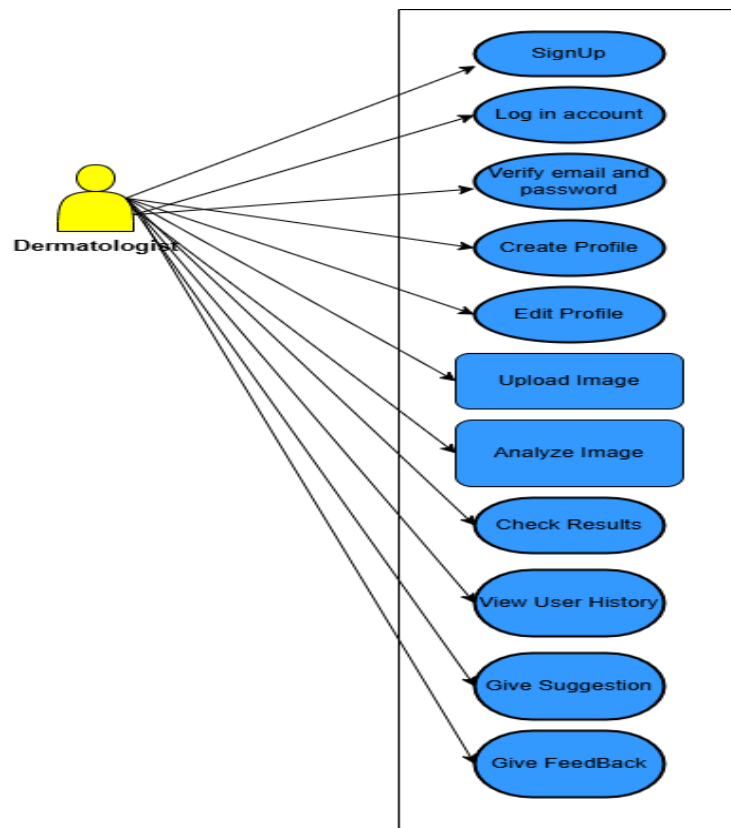 SignUp
Log in account
Verify email and
password
Dermatologist
Create Profile
Edit Profile
Upload Image
Analyze Image
Check Results
View User History
Give Suggestion
Give FeedBack